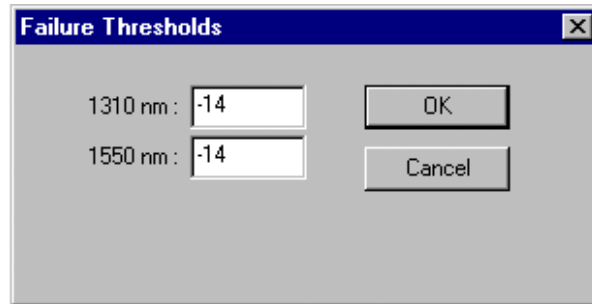 Failure Thresholds
1310 nm : -14
OK
1550 nm : -14
Cancel